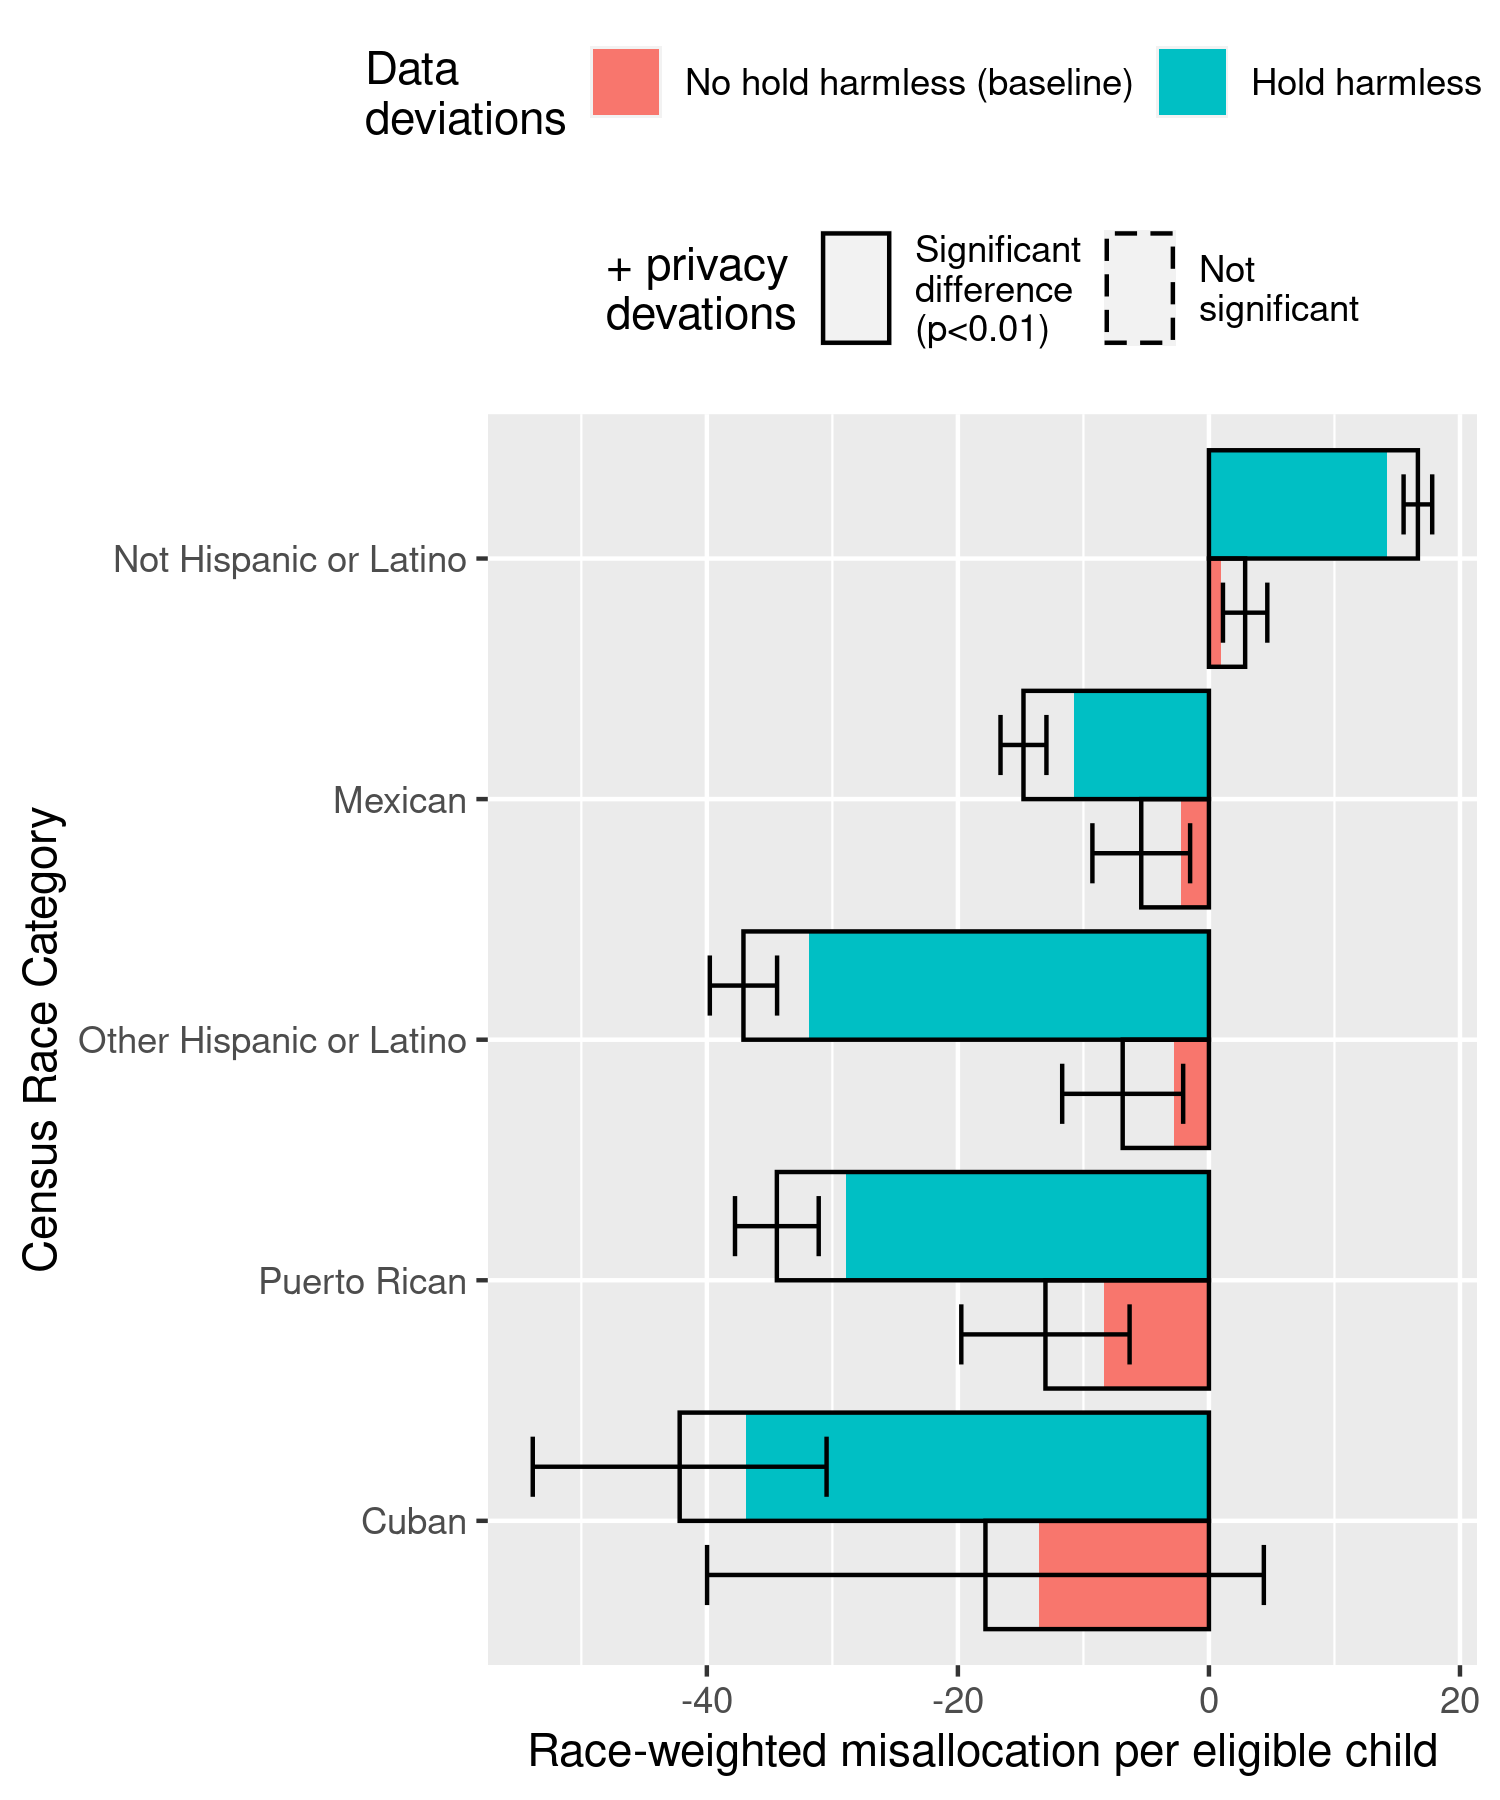 Data
deviations
No hold harmless (baseline)
Hold harmless
+ privacy
devations
Significant
difference
(p<0.01)
Not
significant
Census Race Category
Not Hispanic or Latino
Mexican
Other Hispanic or Latino
Puerto Rican
Cuban
-40
-20
0
20
Race-weighted misallocation per eligible child